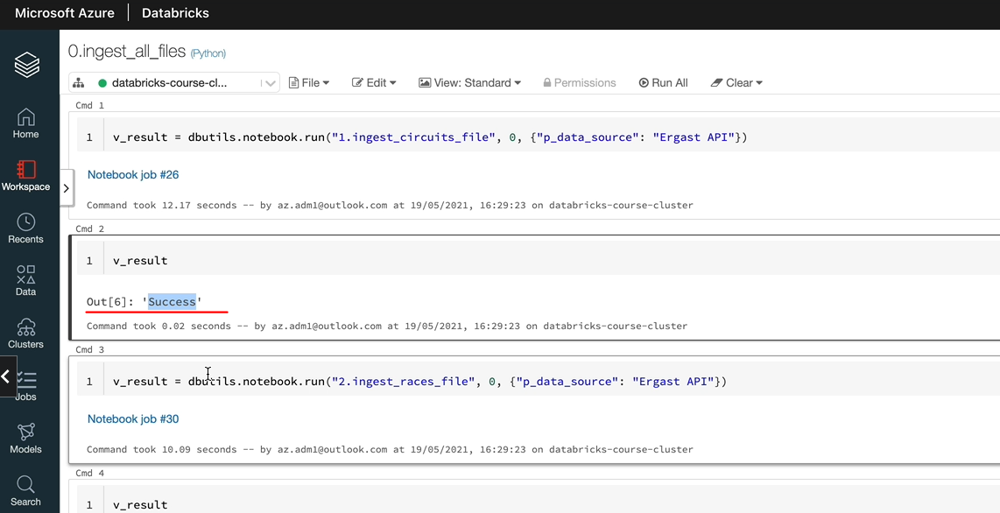 Microsoft Azure | Databricks
0.ingest_all_files (Python)
databricks-course-cl...
File
Edit
View: Standard
Permissions
Run All
Clear
Home
Workspace
Recents
Data
Clusters
Jobs
Models
Search
Cmd 1
1 v_result = dbutils.notebook.run("1.ingest_circuits_file", 0, {"p_data_source": "Ergast API"})
Notebook job #26
Command took 12.17 seconds -- by az.adm1@outlook.com at 19/05/2021, 16:29:23 on databricks-course-cluster
Cmd 2
1 v_result
Out[6]: 'Success'
Command took 0.02 seconds -- by az.adm1@outlook.com at 19/05/2021, 16:29:23 on databricks-course-cluster
Cmd 3
1 v_result = dbutils.notebook.run("2.ingest_races_file", 0, {"p_data_source": "Ergast API"})
Notebook job #30
Command took 10.09 seconds -- by az.adm1@outlook.com at 19/05/2021, 16:29:23 on databricks-course-cluster
Cmd 4
1 v_result